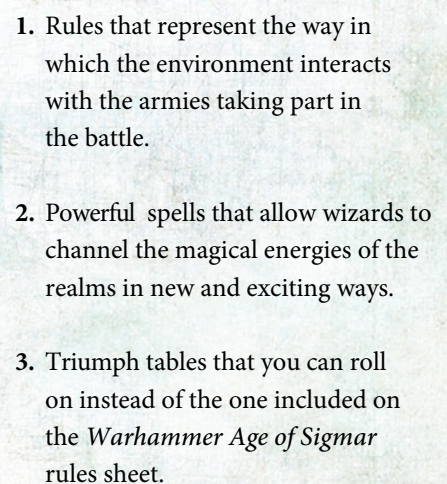 1. Rules that represent the way in
which the environment interacts
with the armies taking part in
the battle.
2. Powerful spells that allow wizards to
channel the magical energies of the
realms in new and exciting ways.
3. Triumph tables that you can roll
on instead of the one included on
the Warhammer Age of Sigmar
rules sheet.